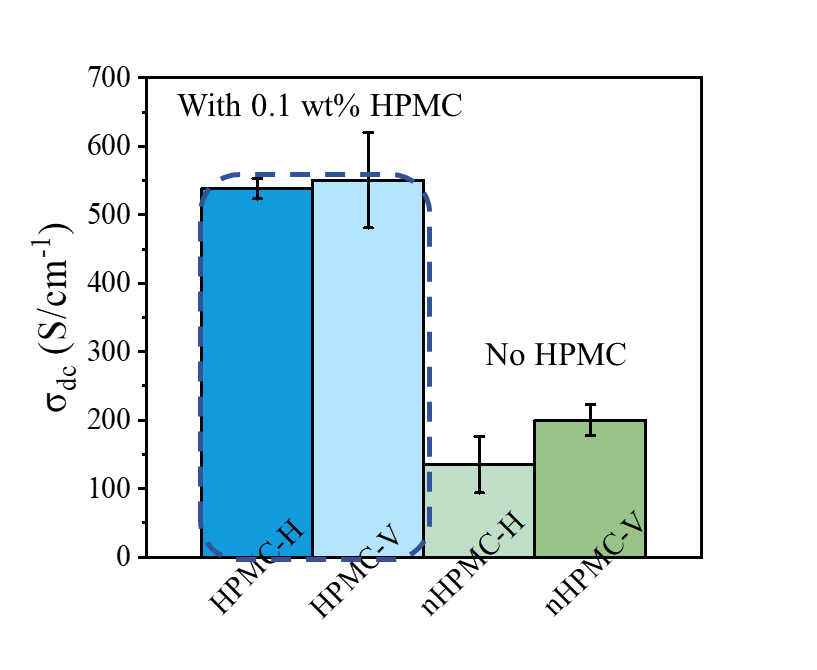 700
With 0.1 wt% HPMC
600
500
400
300
No HPMC
200
100
0
σdc (S/cm-1)
HPMC-H
HPMC-V
nHPMC-H
nHPMC-V